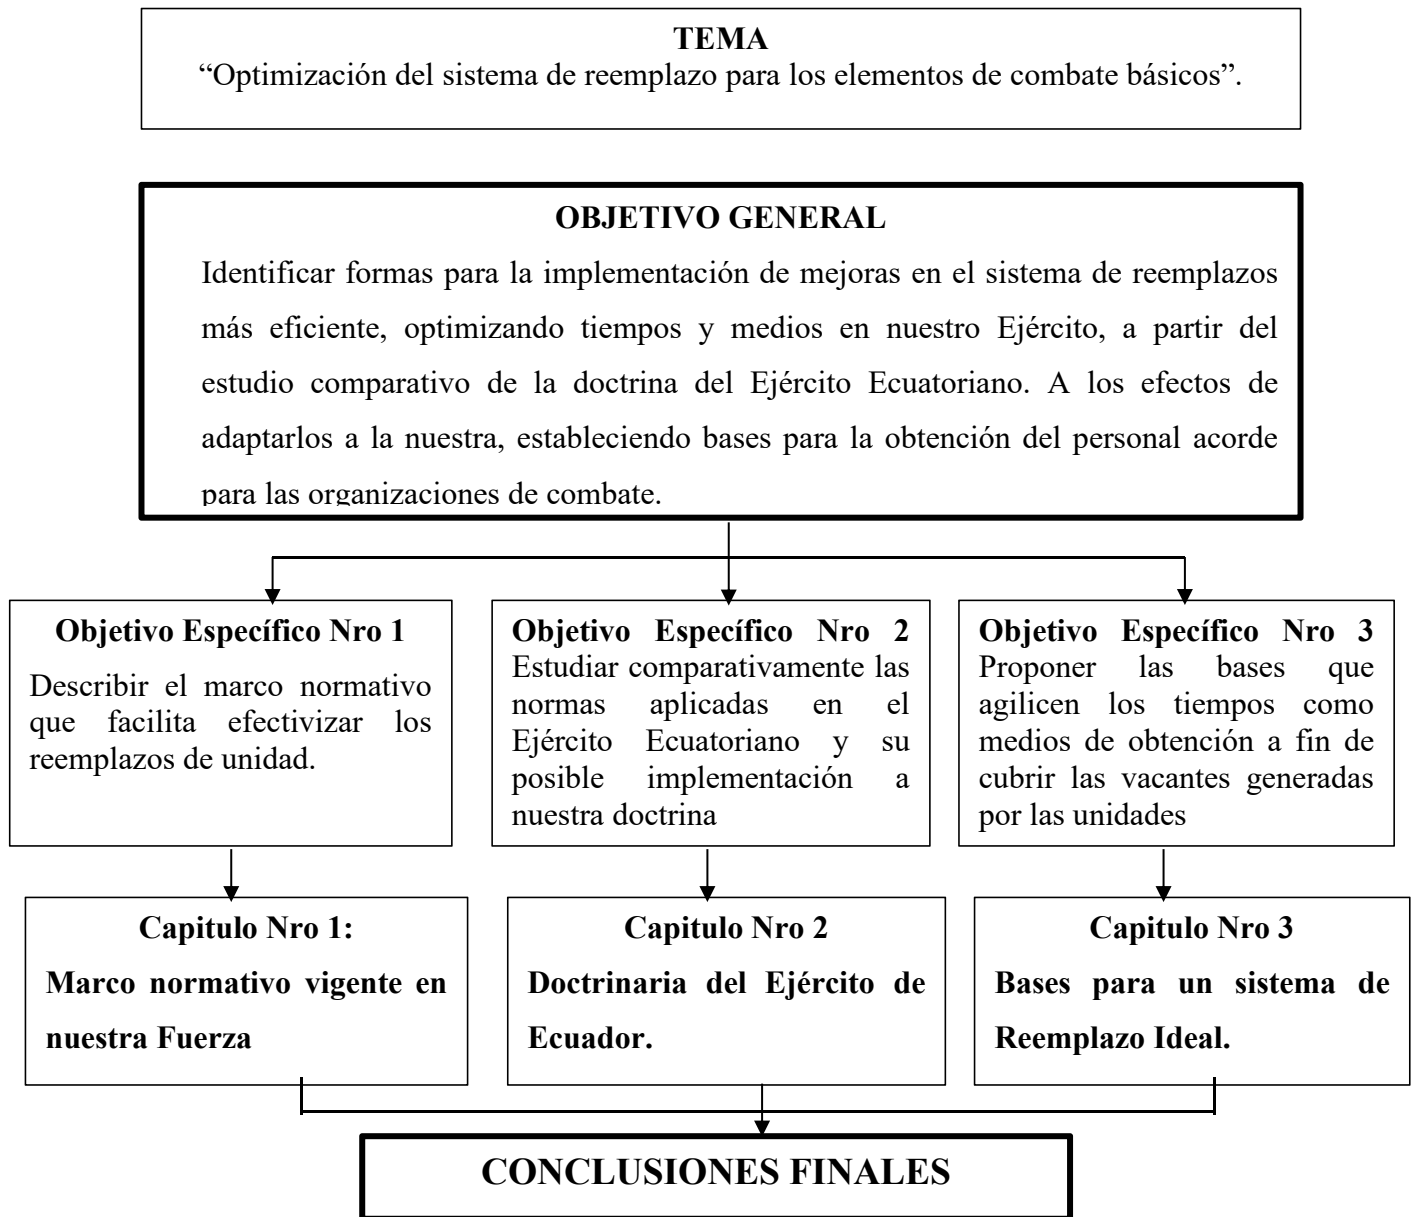 TEMA
“Optimización del sistema de reemplazo para los elementos de combate básicos”.
OBJETIVO GENERAL
Identificar formas para la implementación de mejoras en el sistema de reemplazos
más eficiente, optimizando tiempos y medios en nuestro Ejército, a partir del
estudio comparativo de la doctrina del Ejército Ecuatoriano. A los efectos de
adaptarlos a la nuestra, estableciendo bases para la obtención del personal acorde
para las organizaciones de combate.
Objetivo Específico Nro 1
Describir el marco normativo
que facilita efectivizar los
reemplazos de unidad.
Objetivo Específico Nro 2
Estudiar comparativamente las
normas aplicadas en el
Ejército Ecuatoriano y su
posible implementación a
nuestra doctrina
Objetivo Específico Nro 3
Proponer las bases que
agilicen los tiempos como
medios de obtención a fin de
cubrir las vacantes generadas
por las unidades
Capitulo Nro 1:
Marco normativo vigente en
nuestra Fuerza
Capitulo Nro 2
Doctrinaria del Ejército de
Ecuador.
Capitulo Nro 3
Bases para un sistema de
Reemplazo Ideal.
CONCLUSIONES FINALES